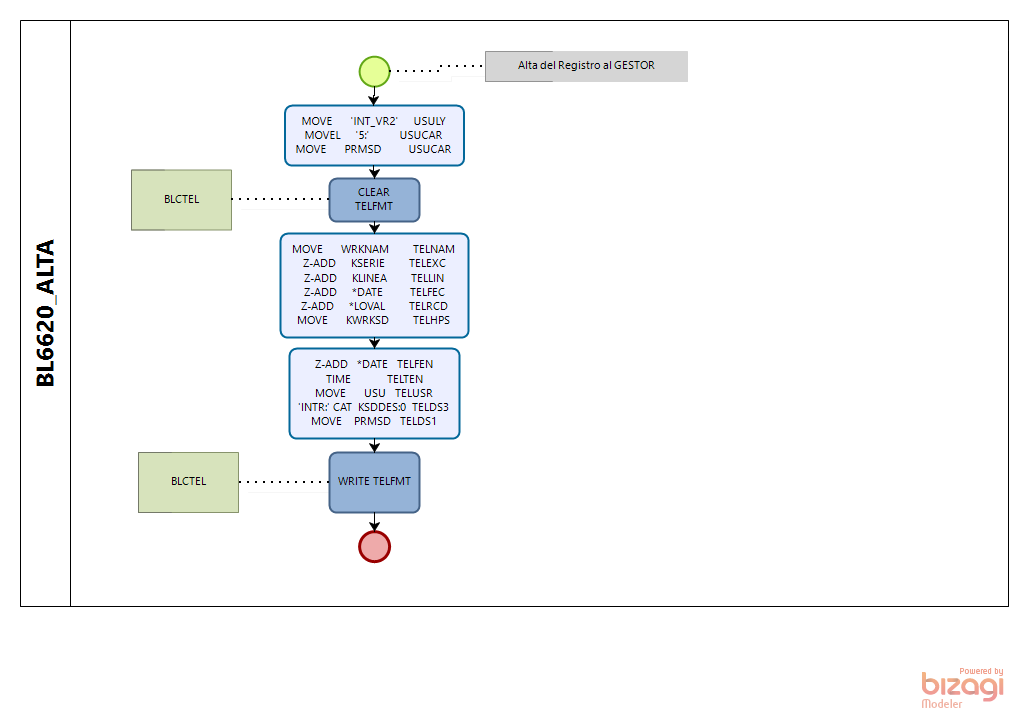 BL6620_ALTA
Alta del Registro al GESTOR
MOVE 'INT_VR2' USULY
MOVEL '5:' USUCAR
MOVE PRMSD USUCAR
BLCTEL
CLEAR
TELFMT
MOVE WRKNAM TELNAM
Z-ADD KSERIE TELEXC
Z-ADD KLINEA TELLIN
Z-ADD *DATE TELFEC
Z-ADD *LOVAL TELRCD
MOVE KWRKSD TELHPS
Z-ADD *DATE TELFEN
TIME TELTEN
MOVE USU TELUSR
'INTR:' CAT KSDDES:0 TELDS3
MOVE PRMSD TELDS1
BLCTEL
WRITE TELFMT
Powered by
bizagi
Modeler